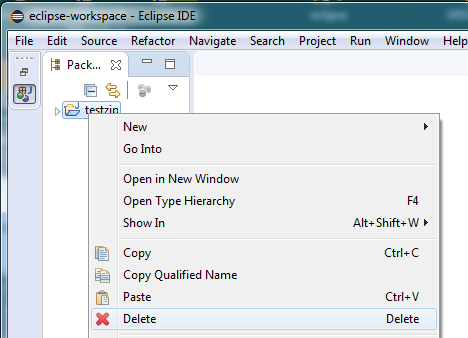 eclipse-workspace - Eclipse IDE
File Edit Source Refactor Navigate Search Project Run Window Help
Pack...
testzip
New
Go Into
Open in New Window
Open Type Hierarchy F4
Show In Alt+Shift+W
Copy Ctrl+C
Copy Qualified Name
Paste Ctrl+V
Delete Delete